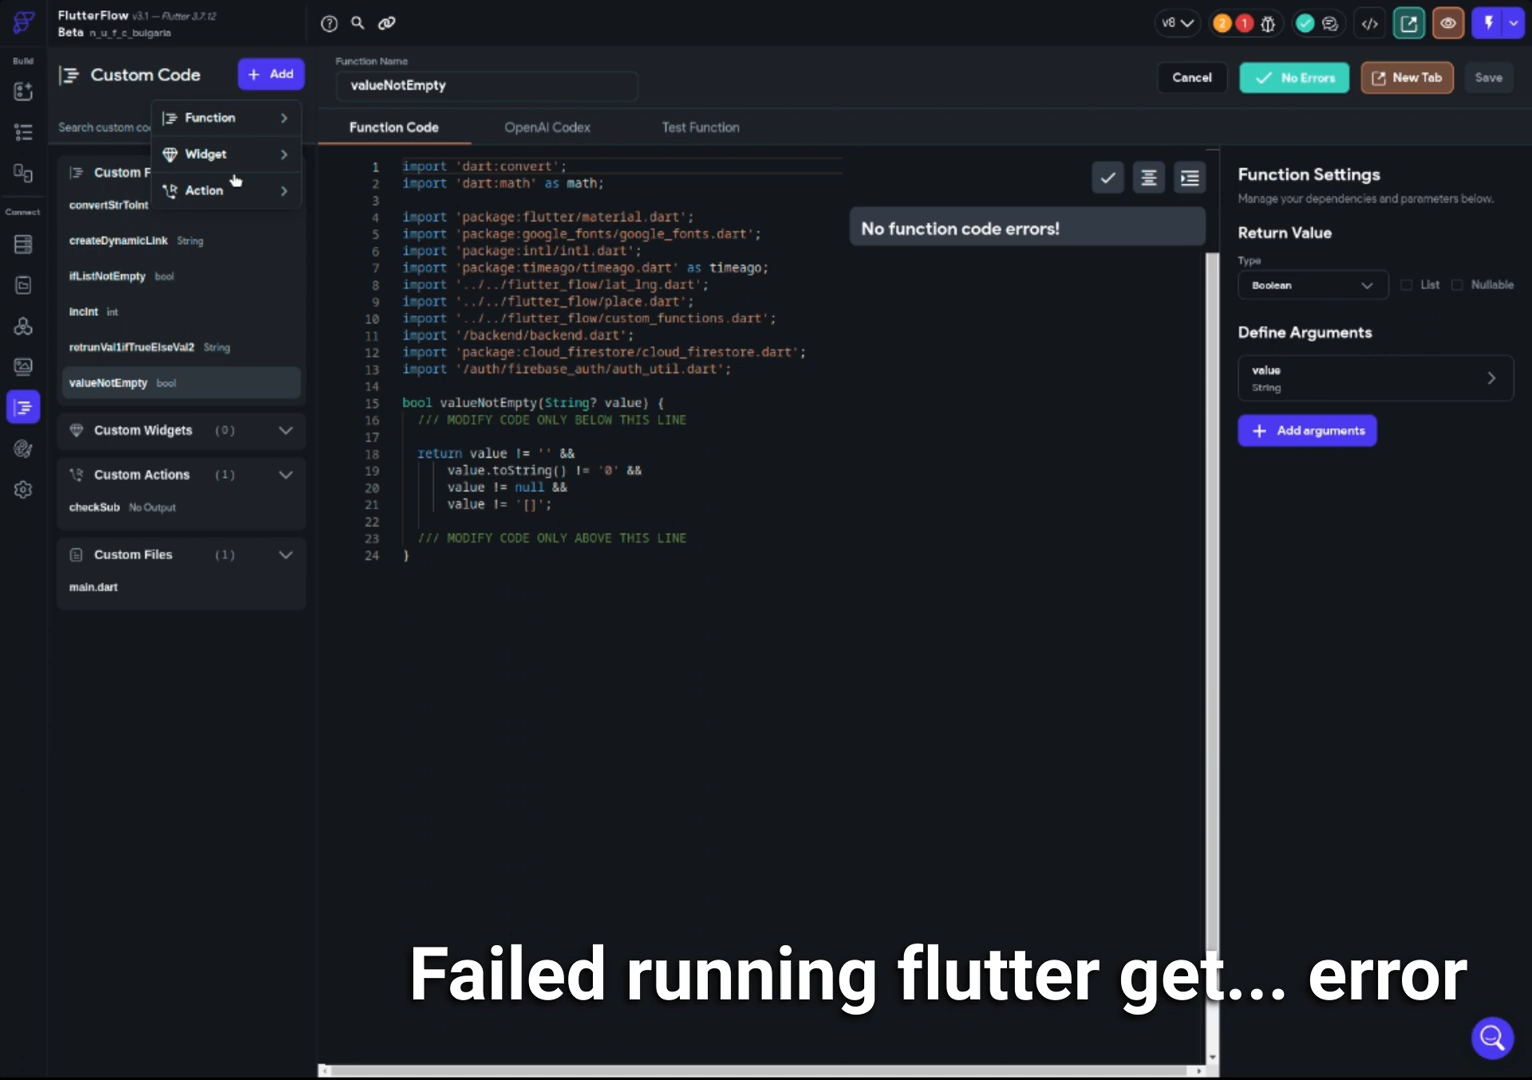 FlutterFlow v3.1 — Flutter 3.7.12
Beta n_u_f_c_bulgaria
v8
2
1
Build
Connect
Custom Code
+ Add
Search custom co
Function
Widget
Action
Custom F
convertStrToInt
createDynamicLink String
ifListNotEmpty bool
incInt int
retrunVal1ifTrueElseVal2 String
valueNotEmpty bool
Custom Widgets (0)
Custom Actions (1)
checkSub No Output
Custom Files (1)
main.dart
Function Name
valueNotEmpty
Cancel
No Errors
New Tab
Save
Function Code
OpenAI Codex
Test Function
1 import 'dart:convert';
2 import 'dart:math' as math;
3
4 import 'package:flutter/material.dart';
5 import 'package:google_fonts/google_fonts.dart';
6 import 'package:intl/intl.dart';
7 import 'package:timeago/timeago.dart' as timeago;
8 import '../../flutter_flow/lat_lng.dart';
9 import '../../flutter_flow/place.dart';
10 import '../../flutter_flow/custom_functions.dart';
11 import '/backend/backend.dart';
12 import 'package:cloud_firestore/cloud_firestore.dart';
13 import '/auth/firebase_auth/auth_util.dart';
14
15 bool valueNotEmpty(String? value) {
16 /// MODIFY CODE ONLY BELOW THIS LINE
17
18 return value != '' &&
19 value.toString() != '0' &&
20 value != null &&
21 value != '[]';
22
23 /// MODIFY CODE ONLY ABOVE THIS LINE
24 }
No function code errors!
Function Settings
Manage your dependencies and parameters below.
Return Value
Type
Boolean
List
Nullable
Define Arguments
value
String
+ Add arguments
Failed running flutter get... error